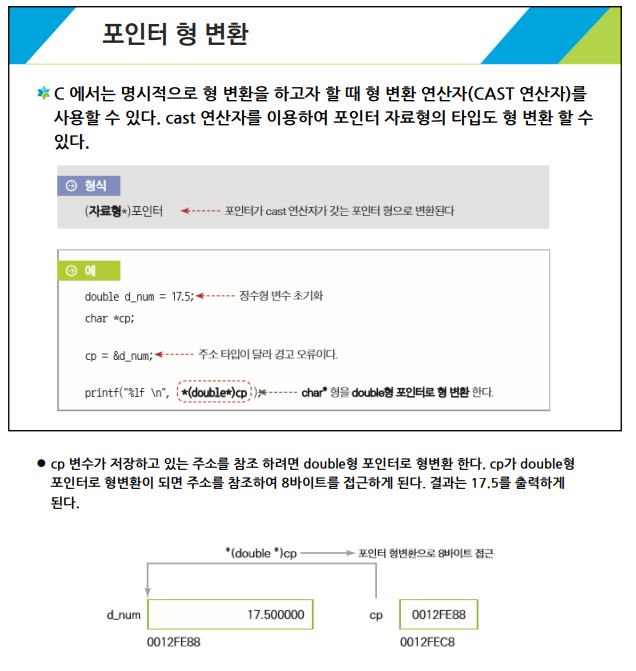 포인터 형 변환
C 에서는 명시적으로 형 변환을 하고자 할 때 형 변환 연산자(CAST 연산자)를
사용할 수 있다. cast 연산자를 이용하여 포인터 자료형의 타입도 형 변환 할 수
있다.
형식
(자료형*)포인터 포인터가 cast 연산자가 갖는 포인터 형으로 변환된다
예
double d_num = 17.5; 정수형 변수 초기화
char *cp;
cp = &d_num; 주소 타입이 달라 경고 오류이다.
printf("%lf \n", *(double*)cp ); char* 형을 double형 포인터로 형 변환 한다.
● cp 변수가 저장하고 있는 주소를 참조 하려면 double형 포인터로 형변환 한다. cp가 double형
포인터로 형변환이 되면 주소를 참조하여 8바이트를 접근하게 된다. 결과는 17.5를 출력하게
된다.
*(double *)cp 포인터 형변환으로 8바이트 접근
d_num 17.500000 cp 0012FE88
0012FE88 0012FEC8